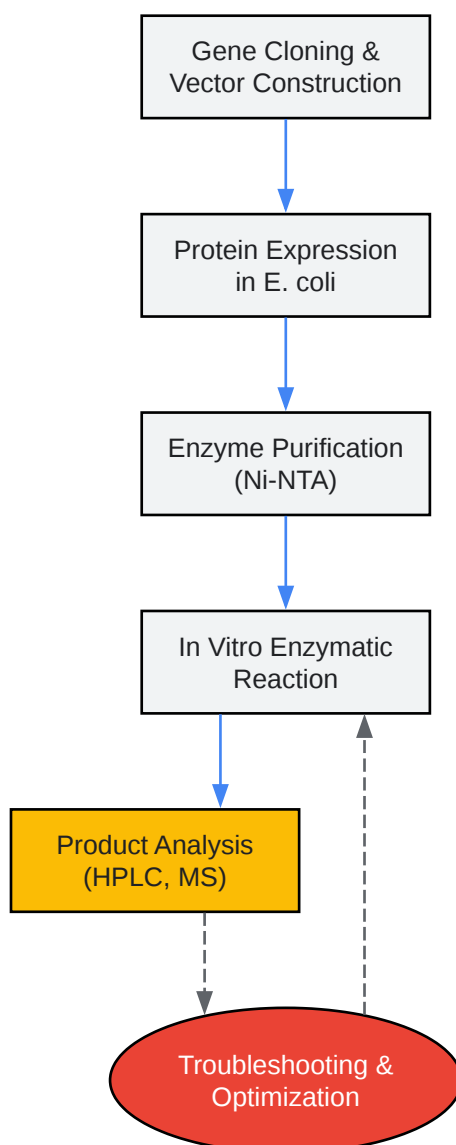 Gene Cloning &
Vector Construction
Protein Expression
in E. coli
Enzyme Purification
(Ni-NTA)
In Vitro Enzymatic
Reaction
Product Analysis
(HPLC, MS)
Troubleshooting &
Optimization